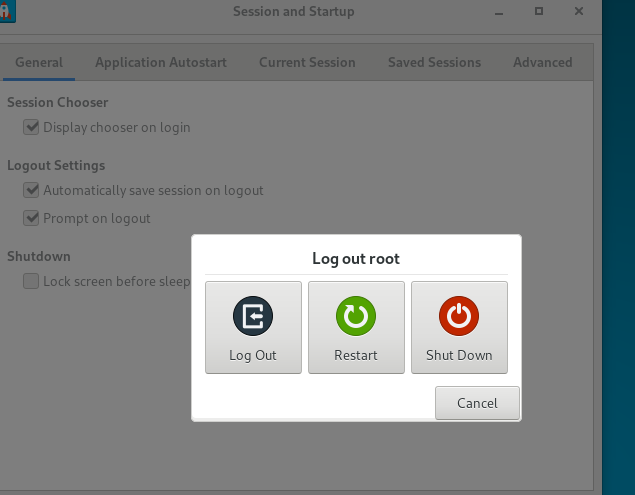 Session and Startup
General Application Autostart Current Session Saved Sessions Advanced
Session Chooser
Display chooser on login
Logout Settings
Automatically save session on logout
Prompt on logout
Shutdown
Lock screen before sleep
Log out root
Log Out Restart Shut Down
Cancel